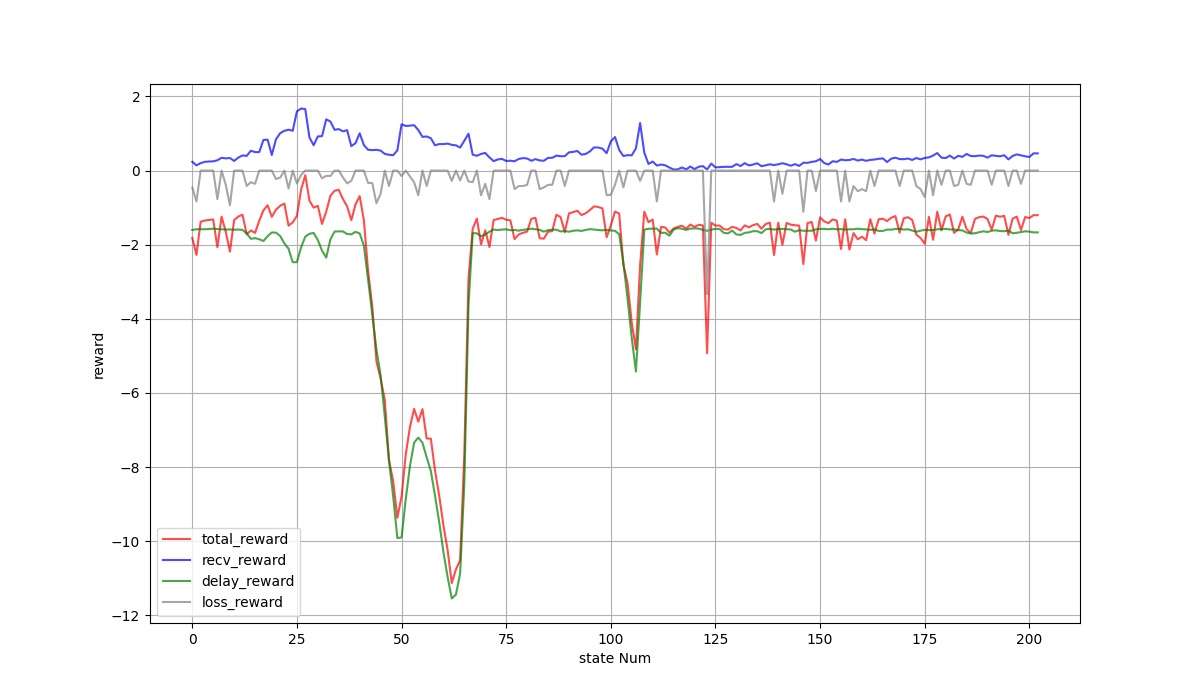 2
0
−2
−4
−6
−8
−10
−12
reward
total_reward
recv_reward
delay_reward
loss_reward
0 25 50 75 100 125 150 175 200
state Num